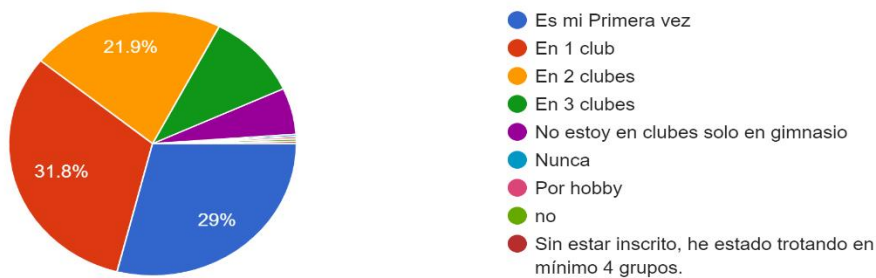 21.9%
31.8%
29%
Es mi Primera vez
En 1 club
En 2 clubes
En 3 clubes
No estoy en clubes solo en gimnasio
Nunca
Por hobby
no
Sin estar inscrito, he estado trotando en
mínimo 4 grupos.